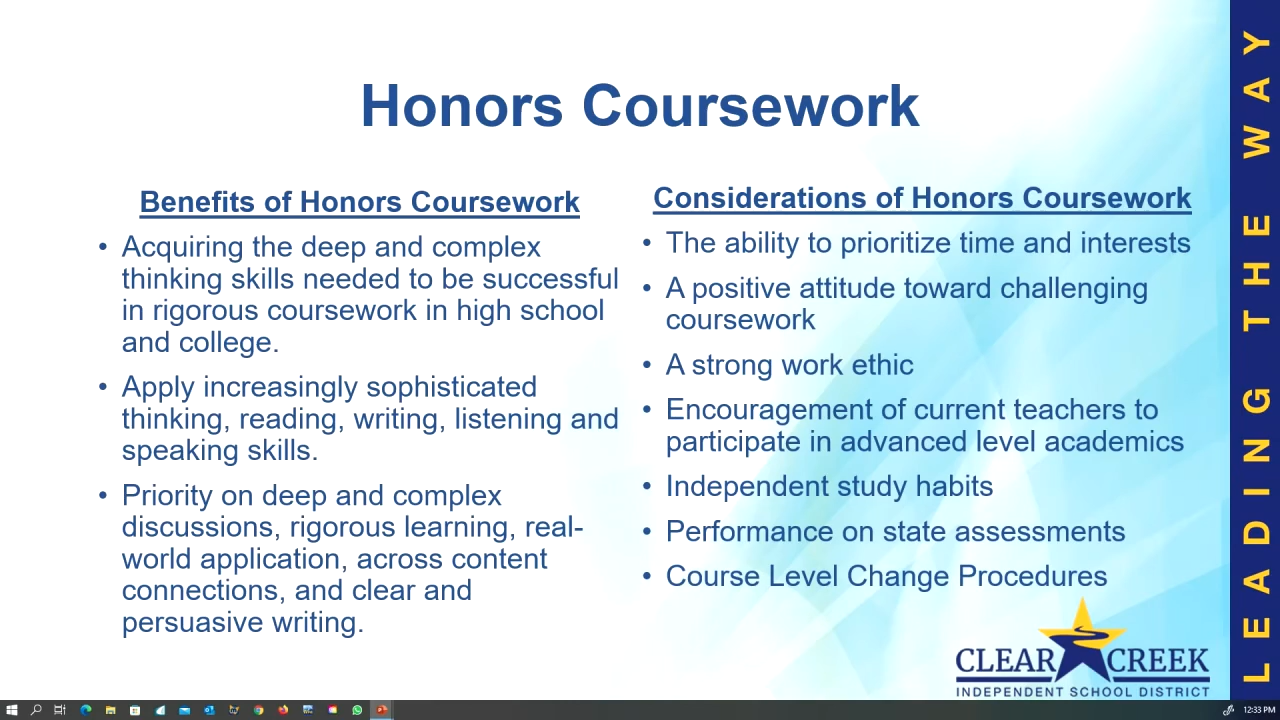 Honors Coursework
Benefits of Honors Coursework
• Acquiring the deep and complex
thinking skills needed to be successful
in rigorous coursework in high school
and college.
• Apply increasingly sophisticated
thinking, reading, writing, listening and
speaking skills.
• Priority on deep and complex
discussions, rigorous learning, real-
world application, across content
connections, and clear and
persuasive writing.
Considerations of Honors Coursework
• The ability to prioritize time and interests
• A positive attitude toward challenging
coursework
• A strong work ethic
• Encouragement of current teachers to
participate in advanced level academics
• Independent study habits
• Performance on state assessments
• Course Level Change Procedures
CLEAR CREEK
INDEPENDENT SCHOOL DISTRICT
LEADING THE WAY
12:33 PM